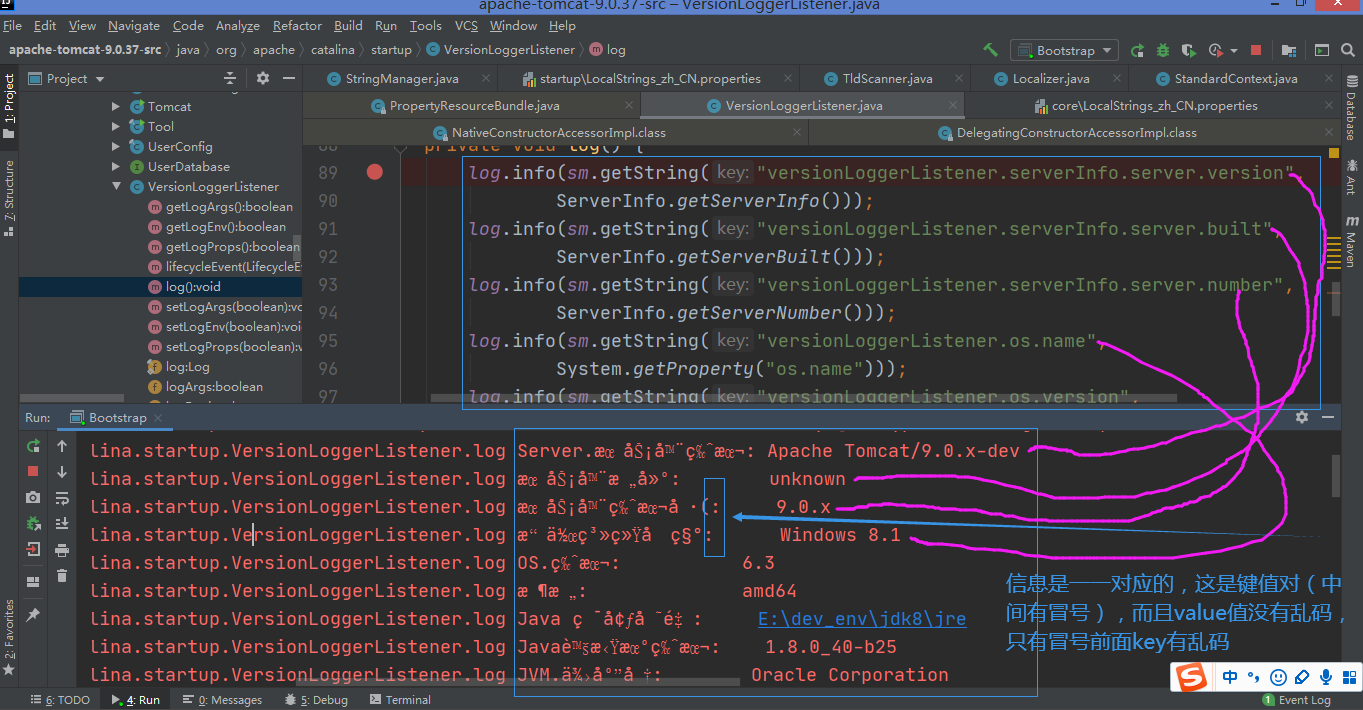 apache-tomcat-9.0.37-src – VersionLoggerListener.java
File Edit View Navigate Code Analyze Refactor Build Run Tools VCS Window Help
apache-tomcat-9.0.37-src java org apache catalina startup VersionLoggerListener log
Bootstrap
Project
StringManager.java startup\LocalStrings_zh_CN.properties TldScanner.java Localizer.java StandardContext.java
PropertyResourceBundle.java VersionLoggerListener.java core\LocalStrings_zh_CN.properties
NativeConstructorAccessorImpl.class DelegatingConstructorAccessorImpl.class
1: Project
7: Structure
2: Favorites
Tomcat
Tool
UserConfig
UserDatabase
VersionLoggerListener
getLogArgs():boolean
getLogEnv():boolean
getLogProps():boolean
lifecycleEvent(LifecycleE
log():void
setLogArgs(boolean):vo
setLogEnv(boolean):voi
setLogProps(boolean):v
log:Log
logArgs:boolean
88 private void log() {
89 log.info(sm.getString( key: "versionLoggerListener.serverInfo.server.version",
90 ServerInfo.getServerInfo()));
91 log.info(sm.getString( key: "versionLoggerListener.serverInfo.server.built",
92 ServerInfo.getServerBuilt()));
93 log.info(sm.getString( key: "versionLoggerListener.serverInfo.server.number",
94 ServerInfo.getServerNumber()));
95 log.info(sm.getString( key: "versionLoggerListener.os.name",
96 System.getProperty("os.name")));
97 log.info(sm.getString( key: "versionLoggerListener.os.version",
Database
Ant
m Maven
Run: Bootstrap
Lina.startup.VersionLoggerListener.log Server.æœ åŠ¡å™¨ç‰ˆæœ¬: Apache Tomcat/9.0.x-dev
Lina.startup.VersionLoggerListener.log æœ åŠ¡å™¨æ „å»º: unknown
Lina.startup.VersionLoggerListener.log æœ åŠ¡å™¨ç‰ˆæœ¬å ·(: 9.0.x
Lina.startup.VersionLoggerListener.log æ“ ä½œç³»ç»Ÿå ç§°: Windows 8.1
Lina.startup.VersionLoggerListener.log OS.ç‰ˆæœ¬: 6.3
Lina.startup.VersionLoggerListener.log æ ¶æ „: amd64
Lina.startup.VersionLoggerListener.log Java ç ¯å¢ƒå ˜é‡ : E:\dev_env\jdk8\jre
Lina.startup.VersionLoggerListener.log Javaè™šæ‹Ÿæœºç‰ˆæœ¬: 1.8.0_40-b25
Lina.startup.VersionLoggerListener.log JVM.ä¾›åº”å †: Oracle Corporation
信息是一一对应的，这是键值对（中
间有冒号），而且value值没有乱码，
只有冒号前面key有乱码
S 中
TODO 4: Run 0: Messages 5: Debug Terminal 1 Event Log